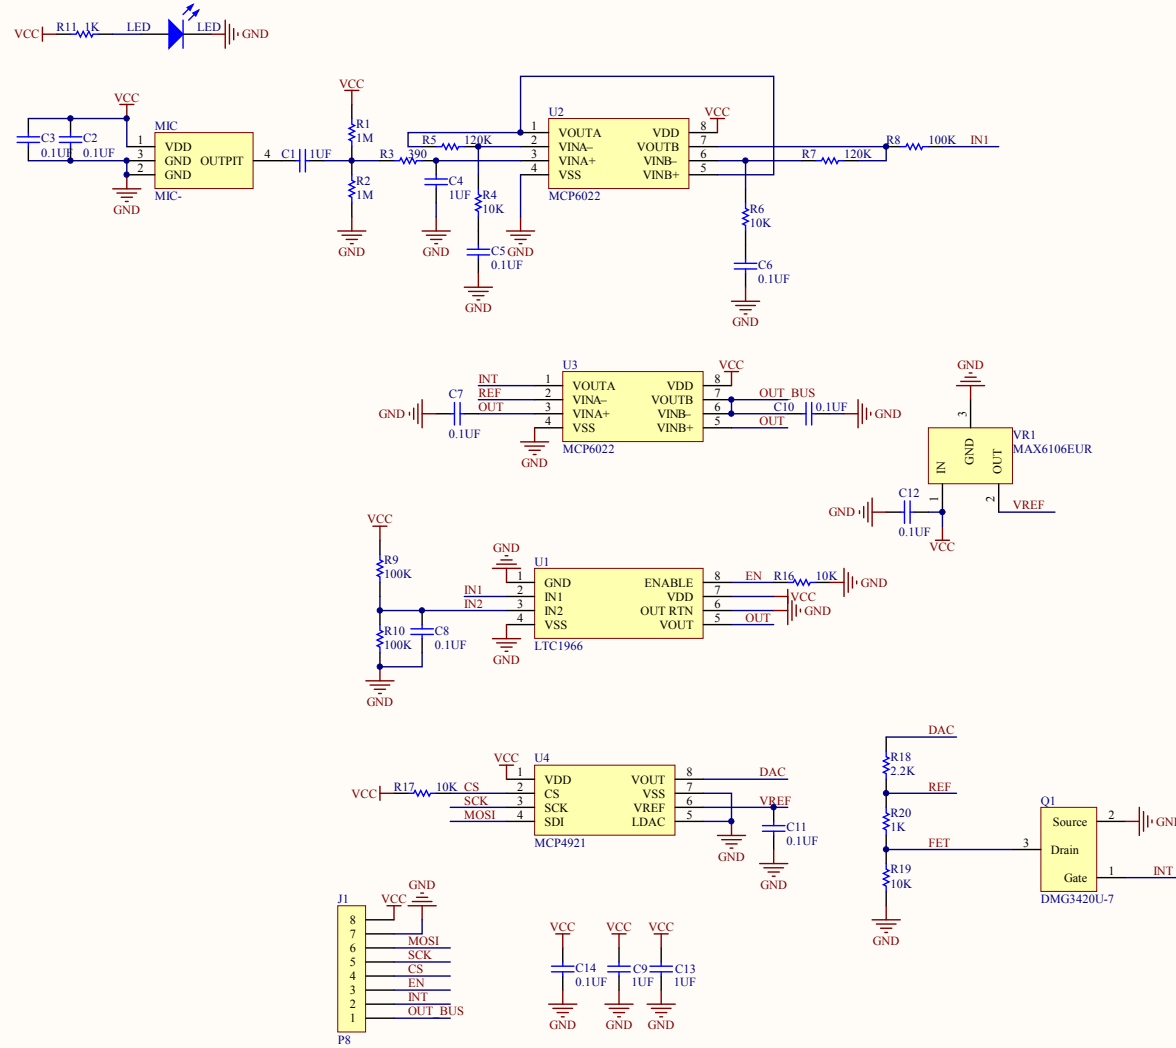 VCC R11 1K LED LED GND
VCC
C3 C2
0.1UF 0.1UF
MIC
1 VDD
3 GND OUTPIT 4
2 GND
MIC-
GND
C1 1UF
VCC
R1
1M
R2
1M
GND
R3 390
R5 120K
C4
1UF
GND
R4
10K
C5
0.1UF
GND
GND
U2
VCC
1 VOUTA VDD 8
2 VINA– VOUTB 7
3 VINA+ VINB– 6
4 VSS VINB+ 5
MCP6022
R7 120K
R8 100K IN1
R6
10K
C6
0.1UF
GND
U3
VCC
INT 1 VOUTA VDD 8
REF 2 VINA– VOUTB 7 OUT_BUS
OUT 3 VINA+ VINB– 6
4 VSS VINB+ 5 OUT
MCP6022
GND C7
0.1UF
GND
C10 0.1UF GND
GND
3
VR1
MAX6106EUR
IN GND OUT
1 2
C12
GND
0.1UF
VCC
VREF
VCC
R9
100K
R10
100K
C8
0.1UF
GND
GND
U1
1 GND ENABLE 8 EN R16 10K GND
IN1 2 IN1 VDD 7 VCC
IN2 3 IN2 OUT RTN 6 GND
4 VSS VOUT 5 OUT
LTC1966
GND
VCC
U4
1 VDD VOUT 8 DAC
VCC R17 10K CS 2 CS VSS 7
SCK 3 SCK VREF 6 VREF
MOSI 4 SDI LDAC 5
MCP4921
GND
C11
0.1UF
GND
DAC
R18
2.2K
REF
R20
1K
FET
R19
10K
GND
Q1
Source 2 GND
3 Drain
Gate 1 INT
DMG3420U-7
J1
VCC
GND
8
7
6 MOSI
5 SCK
4 CS
3 EN
2 INT
1 OUT_BUS
P8
VCC VCC VCC
C14 C9 C13
0.1UF 1UF 1UF
GND GND GND